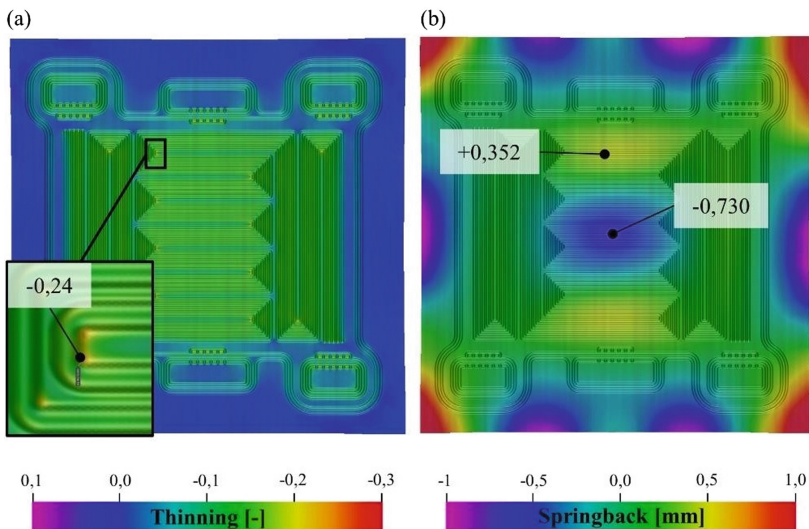 (a)
(b)
+0,352
-0,730
-0,24
0,1 0,0 -0,1 -0,2 -0,3
Thinning [-]
-1 -0,5 0,0 0,5 1,0
Springback [mm]